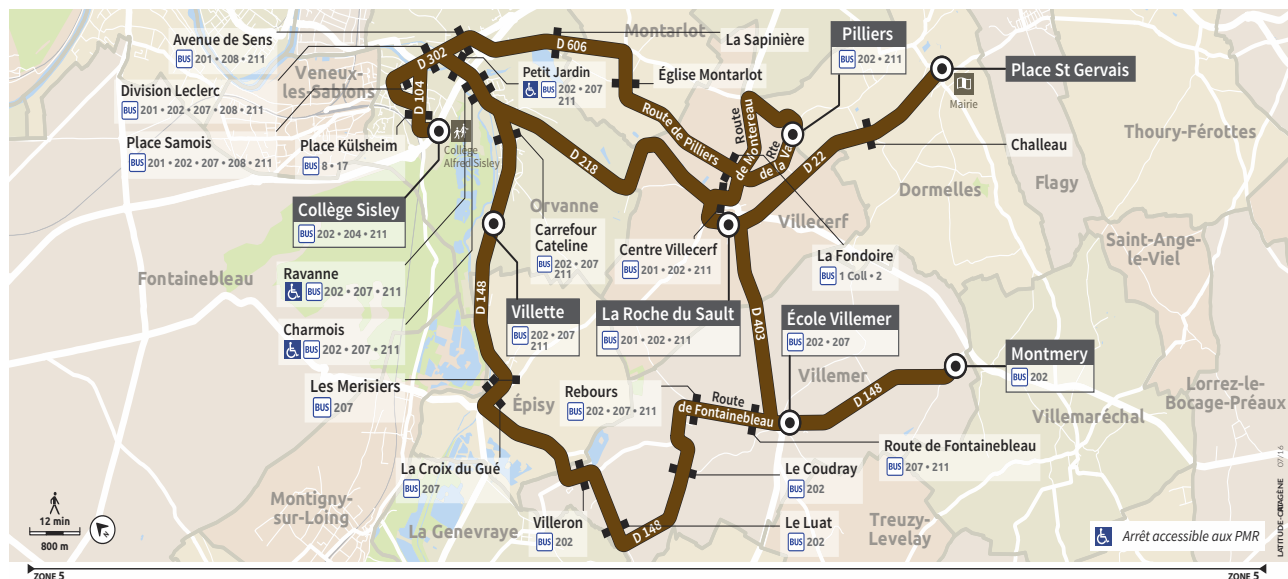 Avenue de Sens
BUS 201 • 208 • 211
Division Leclerc
BUS 201 • 202 • 207 • 208 • 211
Place Samois
BUS 201 • 202 • 207 • 208 • 211
Place Külsheim
BUS 8 • 17
Veneux-
les-Sablons
D 302
D 104
Collège
Alfred Sisley
Collège Sisley
BUS 202 • 204 • 211
Ravanne
BUS 202 • 207 • 211
Charmois
BUS 202 • 207 • 211
Les Merisiers
BUS 207
La Croix du Gué
BUS 207
Fontainebleau
Montigny-
sur-Loing
La Genevraye
Épisy
Montarlot
D 606
La Sapinière
Petit Jardin
BUS 202 • 207
211
Église Montarlot
Route de Pilliers
D 218
Orvanne
Carrefour
Cateline
BUS 202 • 207
211
D 148
Villette
BUS 202 • 207
211
Centre Villecerf
BUS 201 • 202 • 211
La Roche du Sault
BUS 201 • 202 • 211
Pilliers
BUS 202 • 211
Route
de Montereau
Rte
de la Va
Place St Gervais
Mairie
Challeau
D 22
Thoury-Férottes
Flagy
Dormelles
Villecerf
Saint-Ange-
le-Viel
La Fondoire
BUS 1 Coll • 2
D 403
École Villemer
BUS 202 • 207
Villemer
Montmery
BUS 202
D 148
Lorrez-le-
Bocage-Préaux
Villemaréchal
Rebours
BUS 202 • 207 • 211
Route
de Fontainebleau
Route de Fontainebleau
BUS 207 • 211
Le Coudray
BUS 202
Le Luat
BUS 202
Villeron
BUS 202
D 148
Treuzy-
Levelay
12 min
800 m
N
Arrêt accessible aux PMR
07/16
ZONE 5
ZONE 5